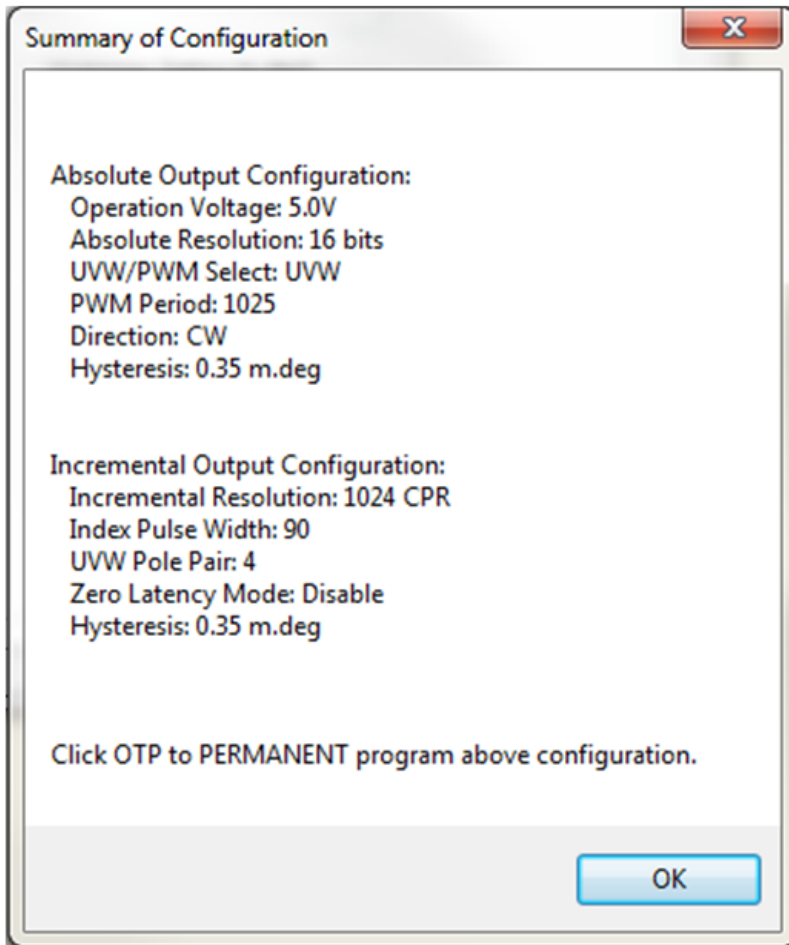 Summary of Configuration
Absolute Output Configuration:
Operation Voltage: 5.0V
Absolute Resolution: 16 bits
UVW/PWM Select: UVW
PWM Period: 1025
Direction: CW
Hysteresis: 0.35 m.deg
Incremental Output Configuration:
Incremental Resolution: 1024 CPR
Index Pulse Width: 90
UVW Pole Pair: 4
Zero Latency Mode: Disable
Hysteresis: 0.35 m.deg
Click OTP to PERMANENT program above configuration.
OK